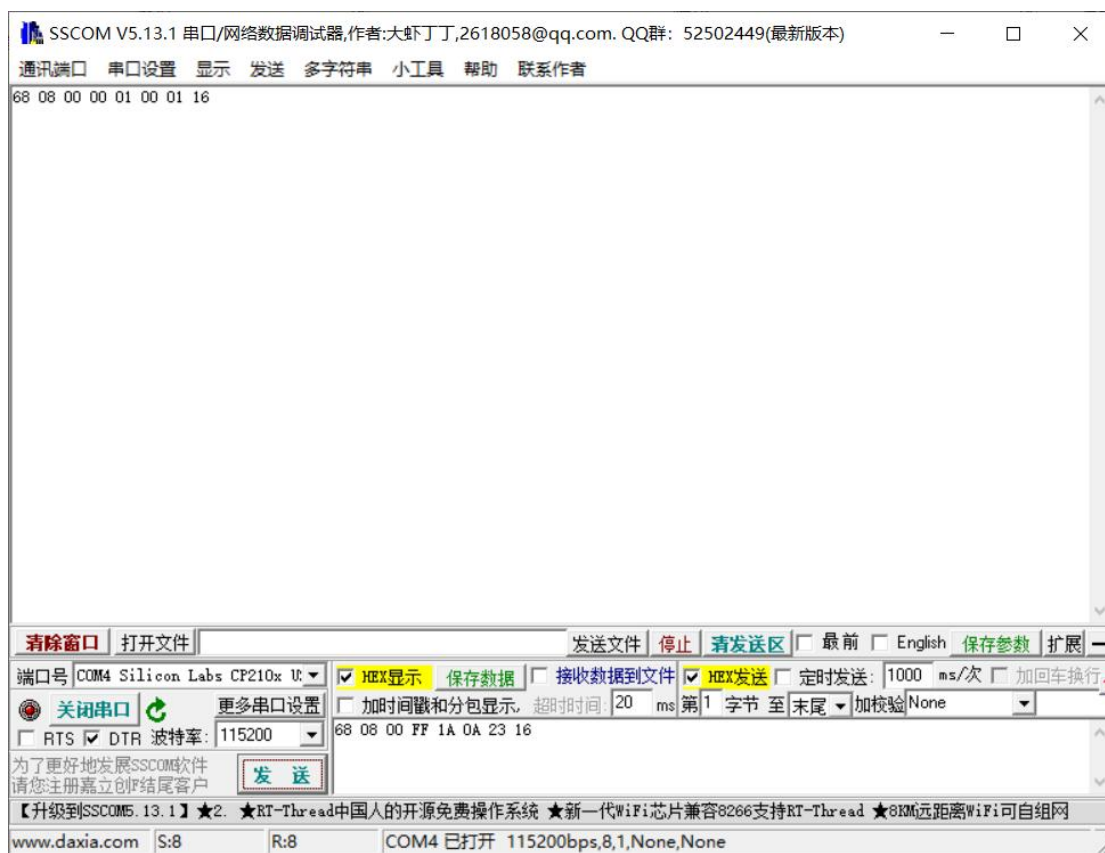 SSCOM V5.13.1 串口/网络数据调试器,作者:大虾丁丁,2618058@qq.com. QQ群: 52502449(最新版本)
通讯端口 串口设置 显示 发送 多字符串 小工具 帮助 联系作者
68 08 00 00 01 00 01 16
清除窗口 打开文件 发送文件 停止 清发送区 最前 English 保存参数 扩展 —
端口号 COM4 Silicon Labs CP210x HEX显示 保存数据 接收数据到文件 HEX发送 定时发送: 1000 ms/次 加回车换行
关闭串口 更多串口设置 加时间戳和分包显示, 超时时间: 20 ms 第 1 字节 至 末尾 加校验 None
RTS DTR 波特率: 115200 68 08 00 FF 1A 0A 23 16
为了更好地发展SSCOM软件
请您注册嘉立创F结尾客户
发 送
【升级到SSCOM5.13.1】★2. ★RT-Thread中国人的开源免费操作系统 ★新一代WiFi芯片兼容8266支持RT-Thread ★8KM远距离WiFi可自组网
www.daxia.com S:8 R:8 COM4 已打开 115200bps,8,1,None,None